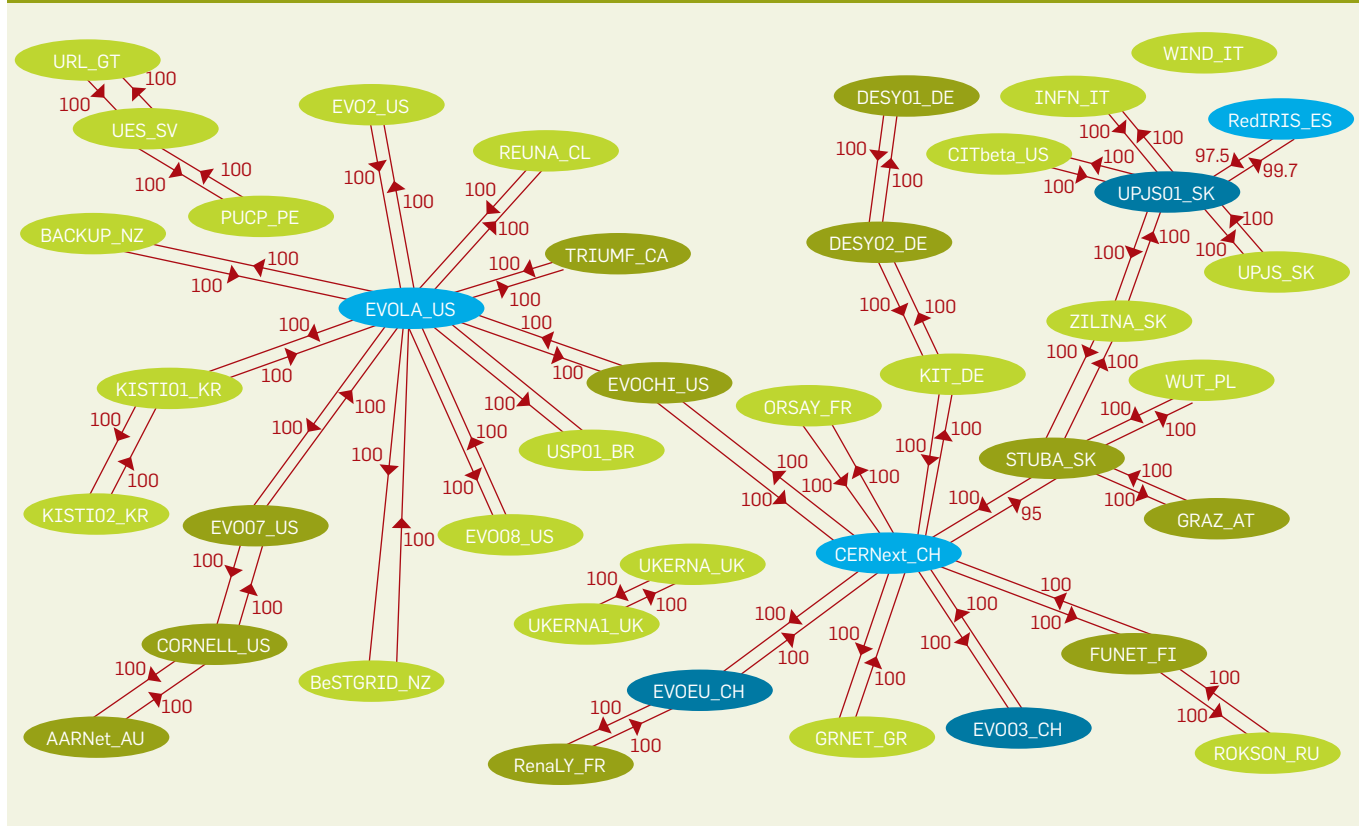 WIND_IT
URL_GT
100
100
EVO2_US
DESY01_DE
INFN_IT
RedIRIS_ES
UES_SV
REUNA_CL
CITbeta_US
100
100
97.5
99.7
100
100
100
100
100
100
100
100
UPJS01_SK
100
100
PUCP_PE
BACKUP_NZ
100
100
DESY02_DE
100
100
UPJS_SK
TRIUMF_CA
100
100
100
100
100
100
EVOLA_US
ZILINA_SK
100
100
100
100
100
100
100
100
KISTI01_KR
EVOCHI_US
KIT_DE
WUT_PL
ORSAY_FR
100
100
100
100
100
100
100
USP01_BR
STUBA_SK
100
100
100
100
100
100
100
100
100
100
100
100
100
95
KISTI02_KR
EVO07_US
EVO08_US
GRAZ_AT
100
CERNext_CH
100
100
UKERNA_UK
100
100
UKERNA1_UK
100
100
100
100
CORNELL_US
100
100
100
100
FUNET_FI
100
100
BeSTGRID_NZ
EVOEU_CH
100
100
AARNet_AU
100
100
GRNET_GR
EVO03_CH
RenaLY_FR
100
100
ROKSON_RU